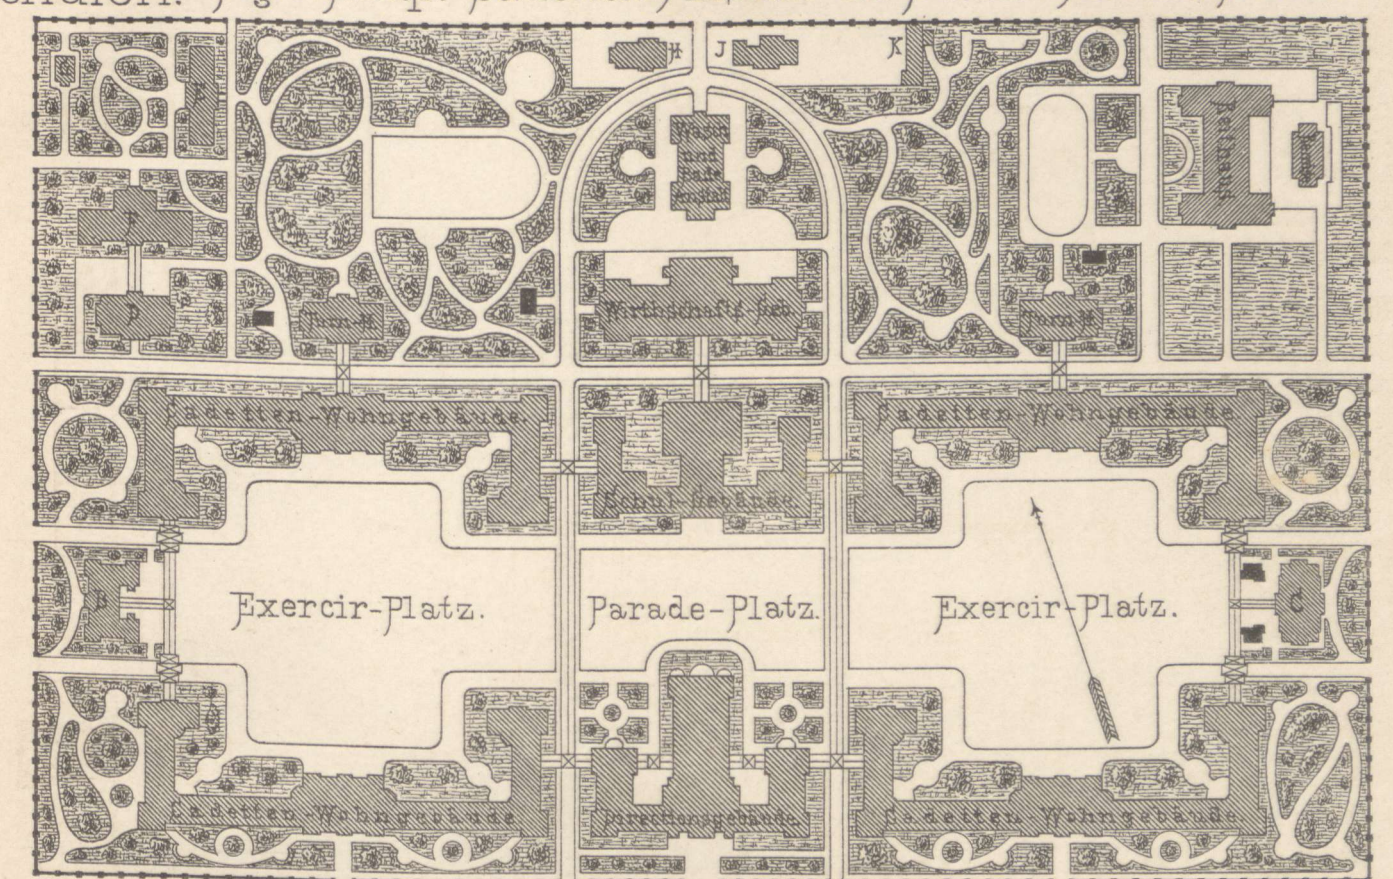 H J K
Reithaus
Wasch
und
Bade
Anstalt
F
Wirthschafts-Geb.
D
Turn-H.
Turn-H.
Cadetten-Wohngebäude.
Cadetten-Wohngebäude
Schul-Gebäude.
Exercir-Platz.
Parade-Platz.
Exercir-Platz.
B
C
Cadetten-Wohngebäude
Directionsgebäude
Cadetten Wohngebäude.